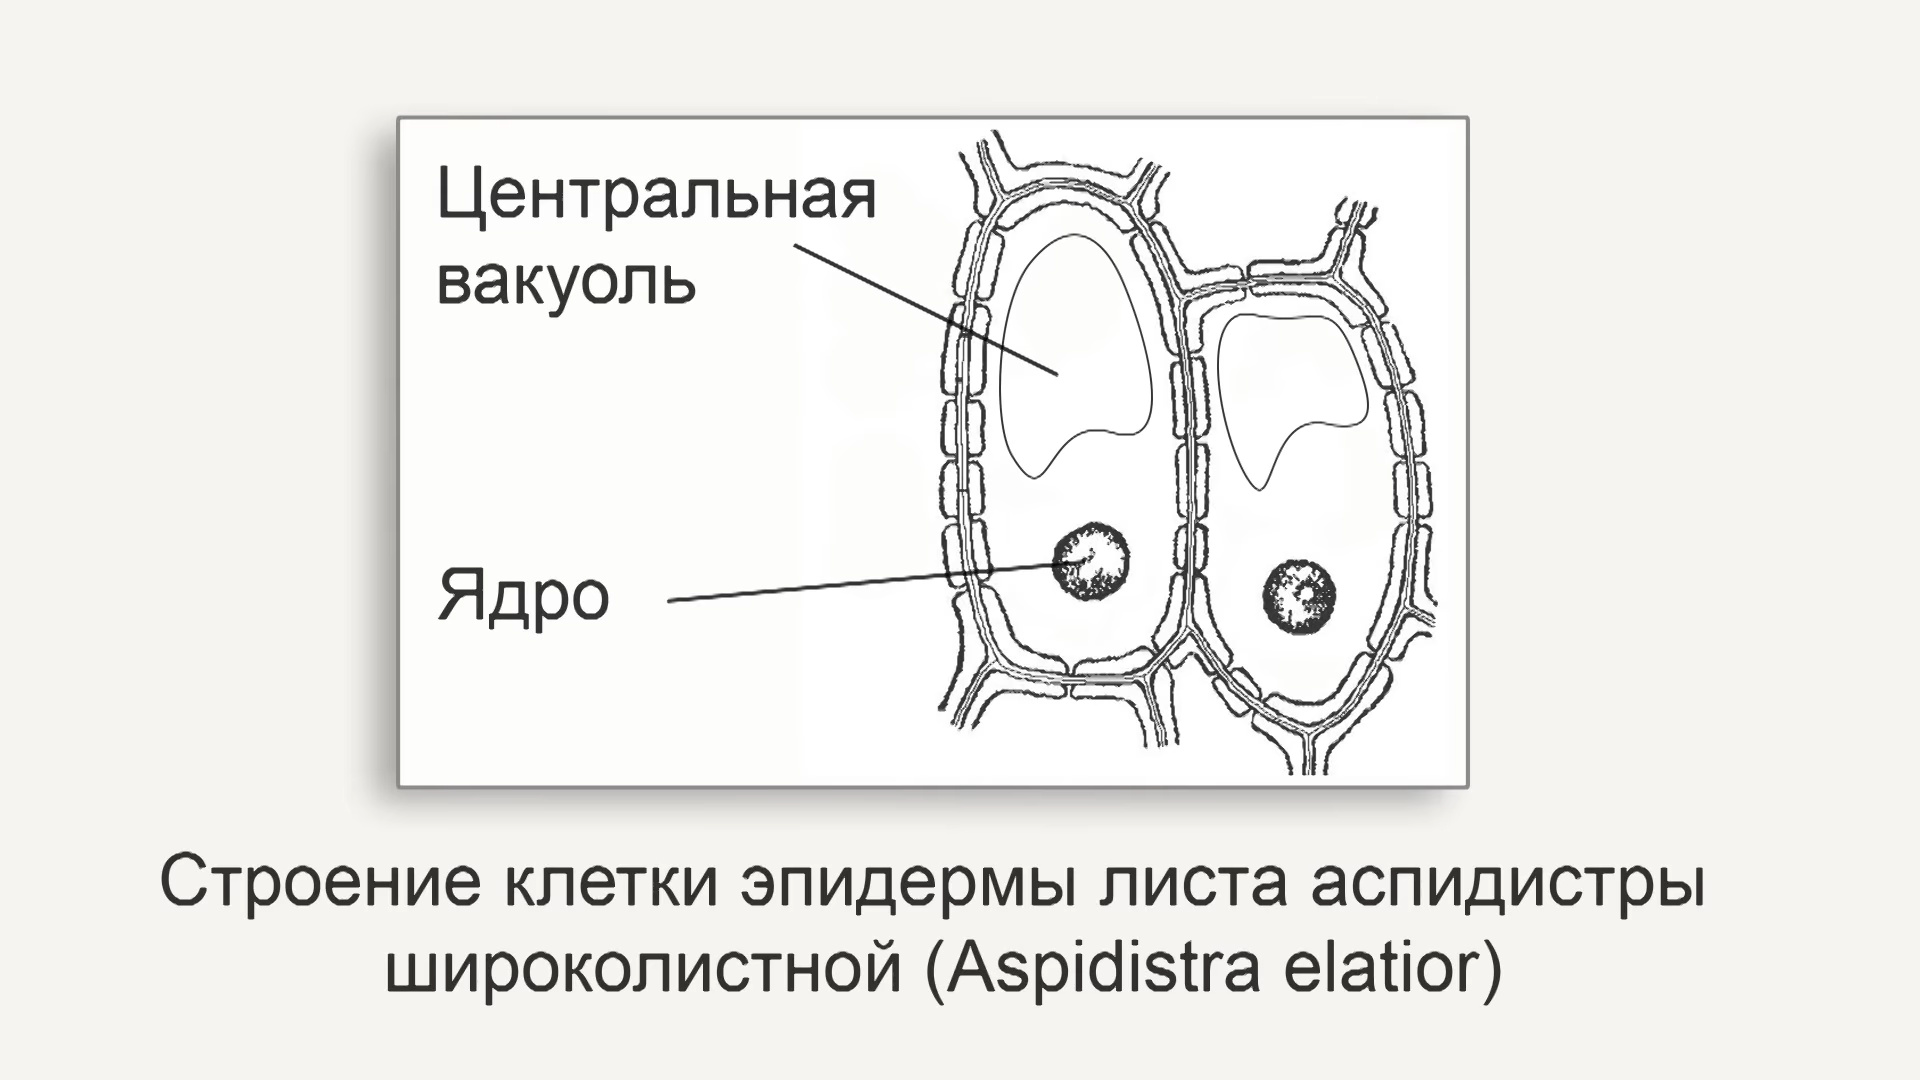 Центральная
вакуоль
Ядро
Строение клетки эпидермы листа аспидистры
широколистной (Aspidistra elatior)